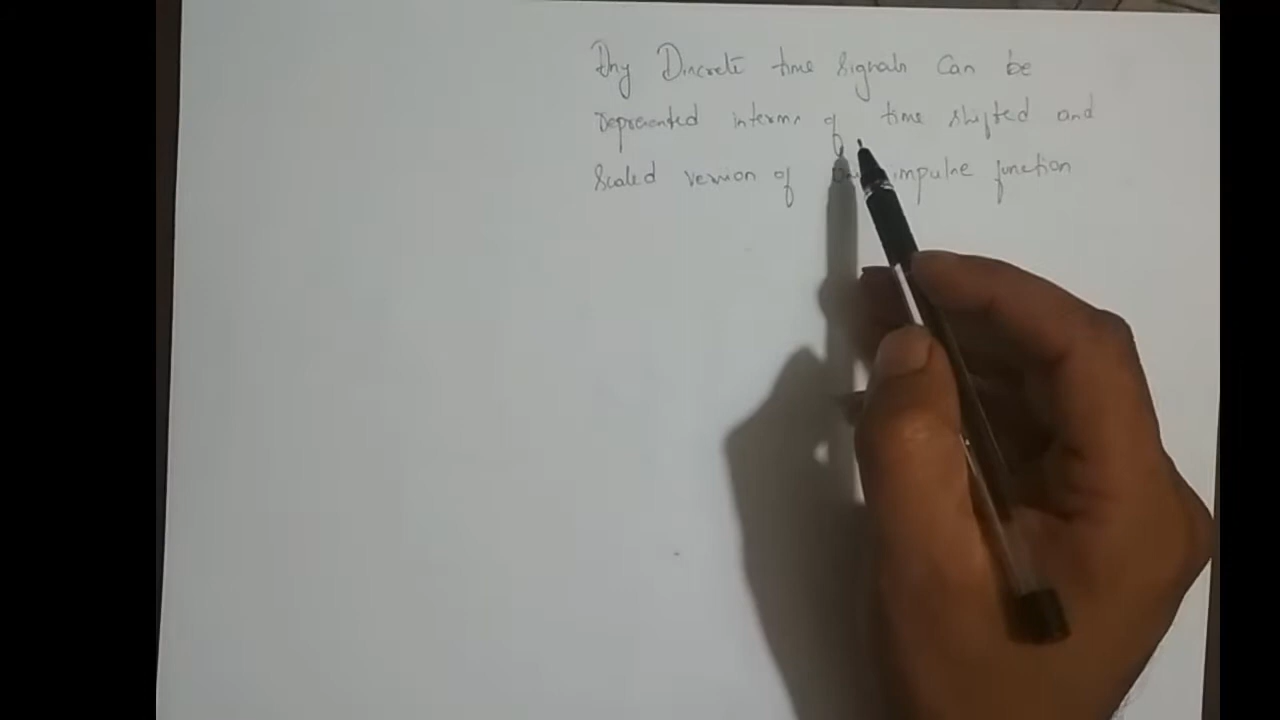 Any Discrete time signals can be
represented interms of time shifted and
Scaled version of impulse function